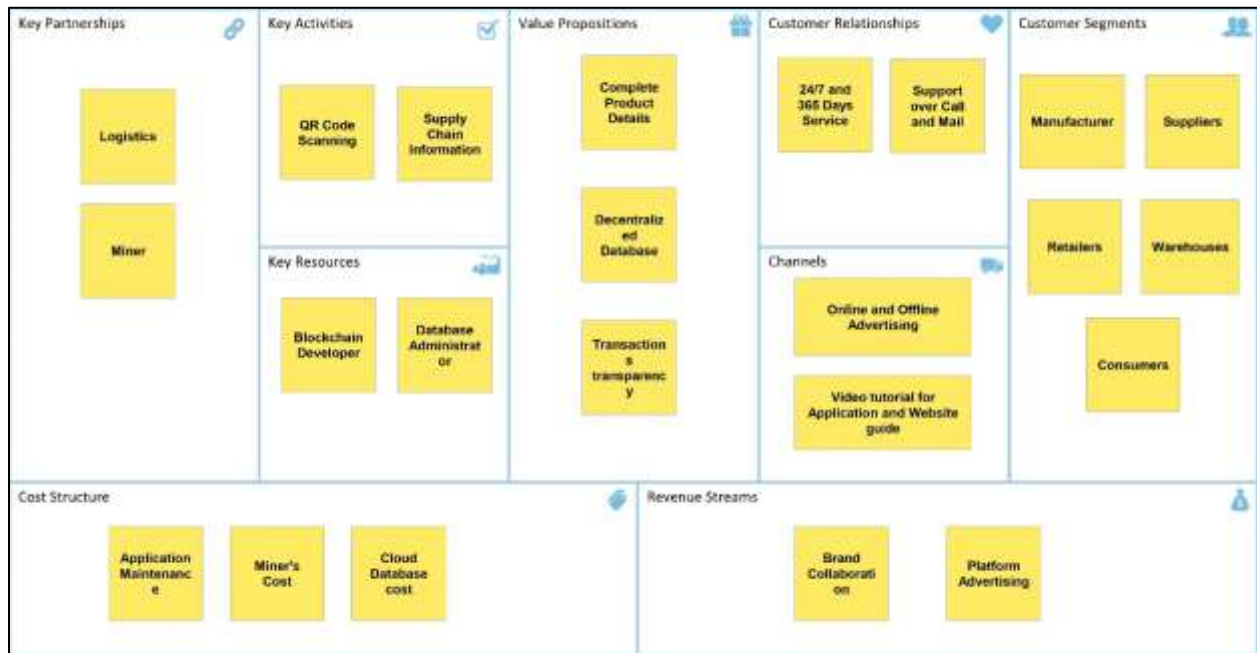 Key Partnerships
Logistics
Miner
Key Activities
QR Code
Scanning
Supply
Chain
Information
Key Resources
Blockchain
Developer
Database
Administrat
or
Value Propositions
Complete
Product
Details
Decentraliz
ed
Database
Transaction
s
transparenc
y
Customer Relationships
24/7 and
365 Days
Service
Support
over Call
and Mail
Channels
Online and Offline
Advertising
Video tutorial for
Application and Website
guide
Customer Segments
Manufacturer
Suppliers
Retailers
Warehouses
Consumers
Cost Structure
Application
Maintenanc
e
Miner's
Cost
Cloud
Database
cost
Revenue Streams
Brand
Collaborati
on
Platform
Advertising